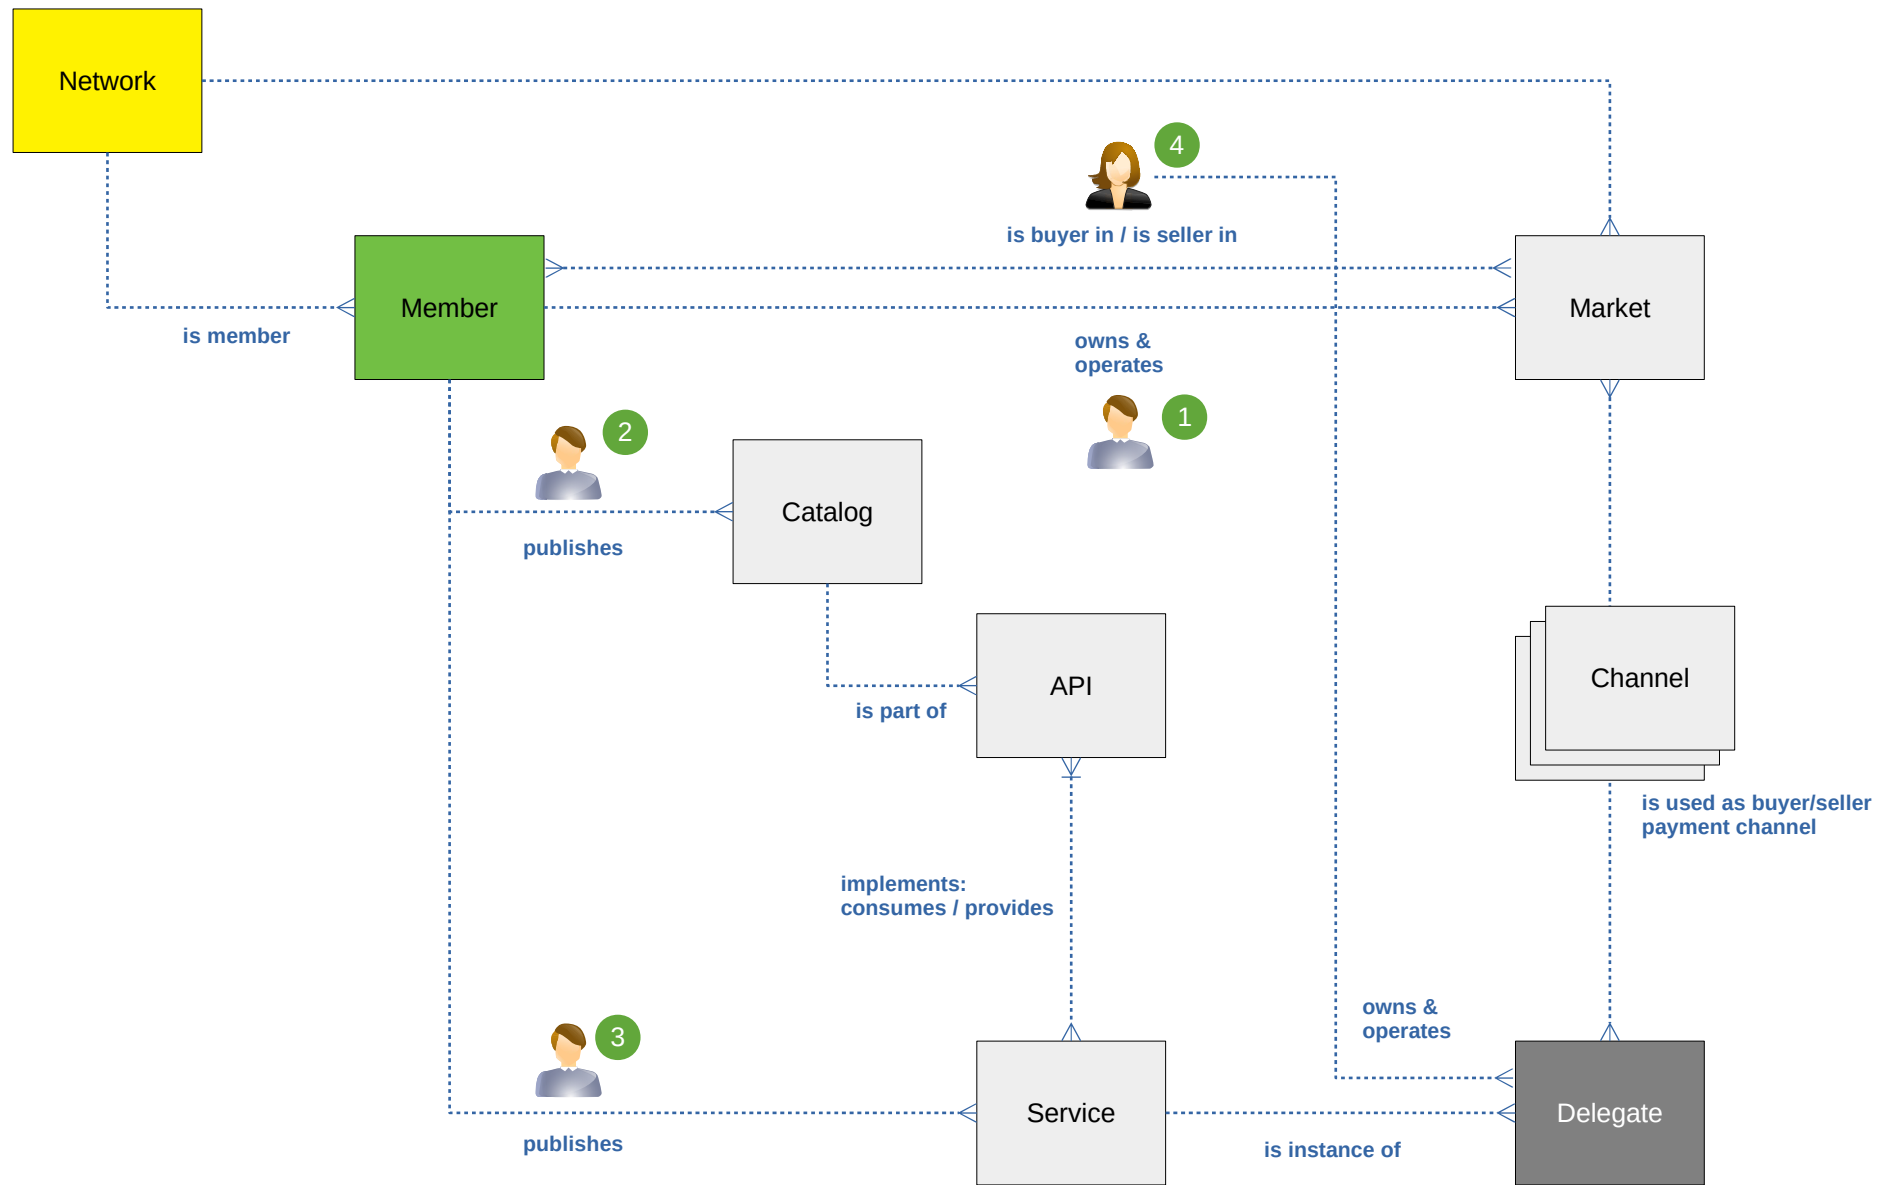 Network
4
is buyer in / is seller in
Member
Market
is member
owns &
operates
1
2
Catalog
publishes
API
is part of
Channel
is used as buyer/seller
payment channel
implements:
consumes / provides
owns &
operates
3
Service
Delegate
publishes
is instance of